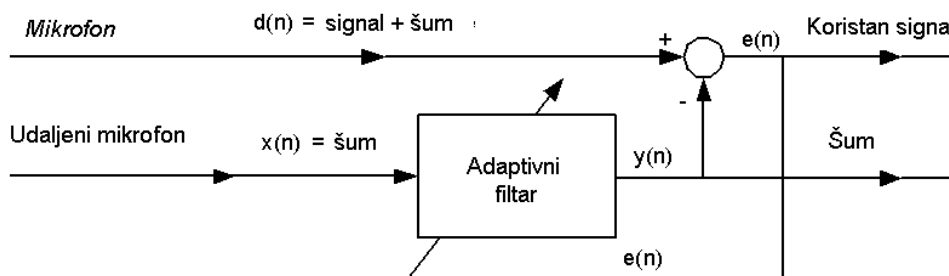 Mikrofon
d(n) = signal + šum
+
e(n)
Koristan signa
-
Udaljeni mikrofon
x(n) = šum
Adaptivni
filtar
y(n)
Šum
e(n)